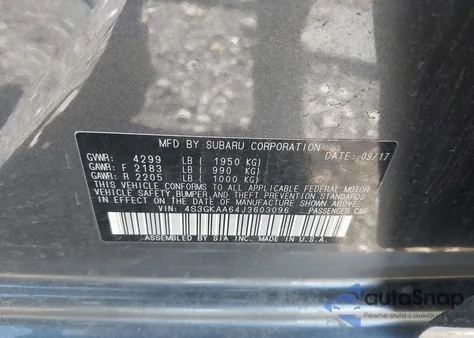 MFD BY SUBARU CORPORATION
DATE: 09/17
GVWR: 4299 LB ( 1950 KG)
GAWR: F 2183 LB ( 990 KG)
GAWR: R 2205 LB ( 1000 KG)
THIS VEHICLE CONFORMS TO ALL APPLICABLE FEDERAL MOTOR
VEHICLE SAFETY, BUMPER, AND THEFT PREVENTION STANDARDS
IN EFFECT ON THE DATE OF MANUFACTURE SHOWN ABOVE.
VIN: 4S3GKAA64J3603096 PASSENGER CAR
ASSEMBLED BY SIA INC. MADE IN U.S.A.
autoSnap
Pewne auta z licencją